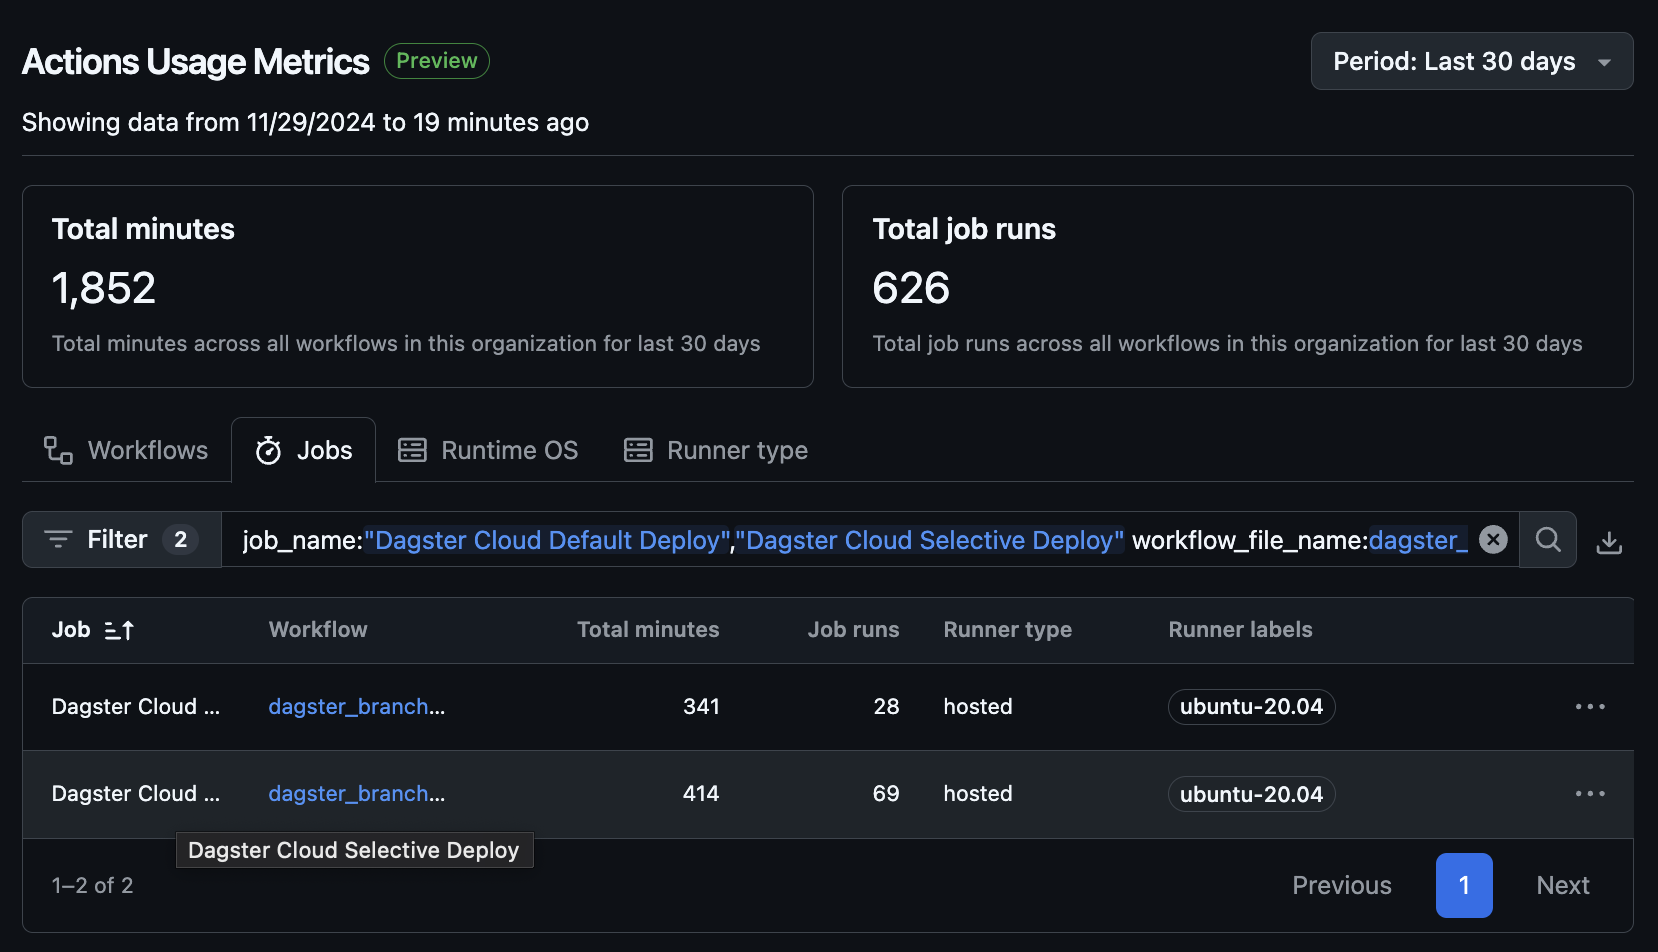 Actions Usage Metrics Preview
Period: Last 30 days
Showing data from 11/29/2024 to 19 minutes ago
Total minutes
1,852
Total minutes across all workflows in this organization for last 30 days
Total job runs
626
Total job runs across all workflows in this organization for last 30 days
Workflows Jobs Runtime OS Runner type
Filter 2 job_name:"Dagster Cloud Default Deploy","Dagster Cloud Selective Deploy" workflow_file_name:dagster_
Job Workflow Total minutes Job runs Runner type Runner labels
Dagster Cloud ... dagster_branch... 341 28 hosted ubuntu-20.04
Dagster Cloud ... dagster_branch... 414 69 hosted ubuntu-20.04
Dagster Cloud Selective Deploy
1–2 of 2 Previous 1 Next